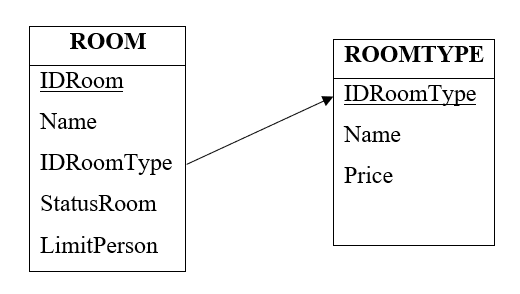 ROOM
IDRoom
Name
IDRoomType
StatusRoom
LimitPerson
ROOMTYPE
IDRoomType
Name
Price